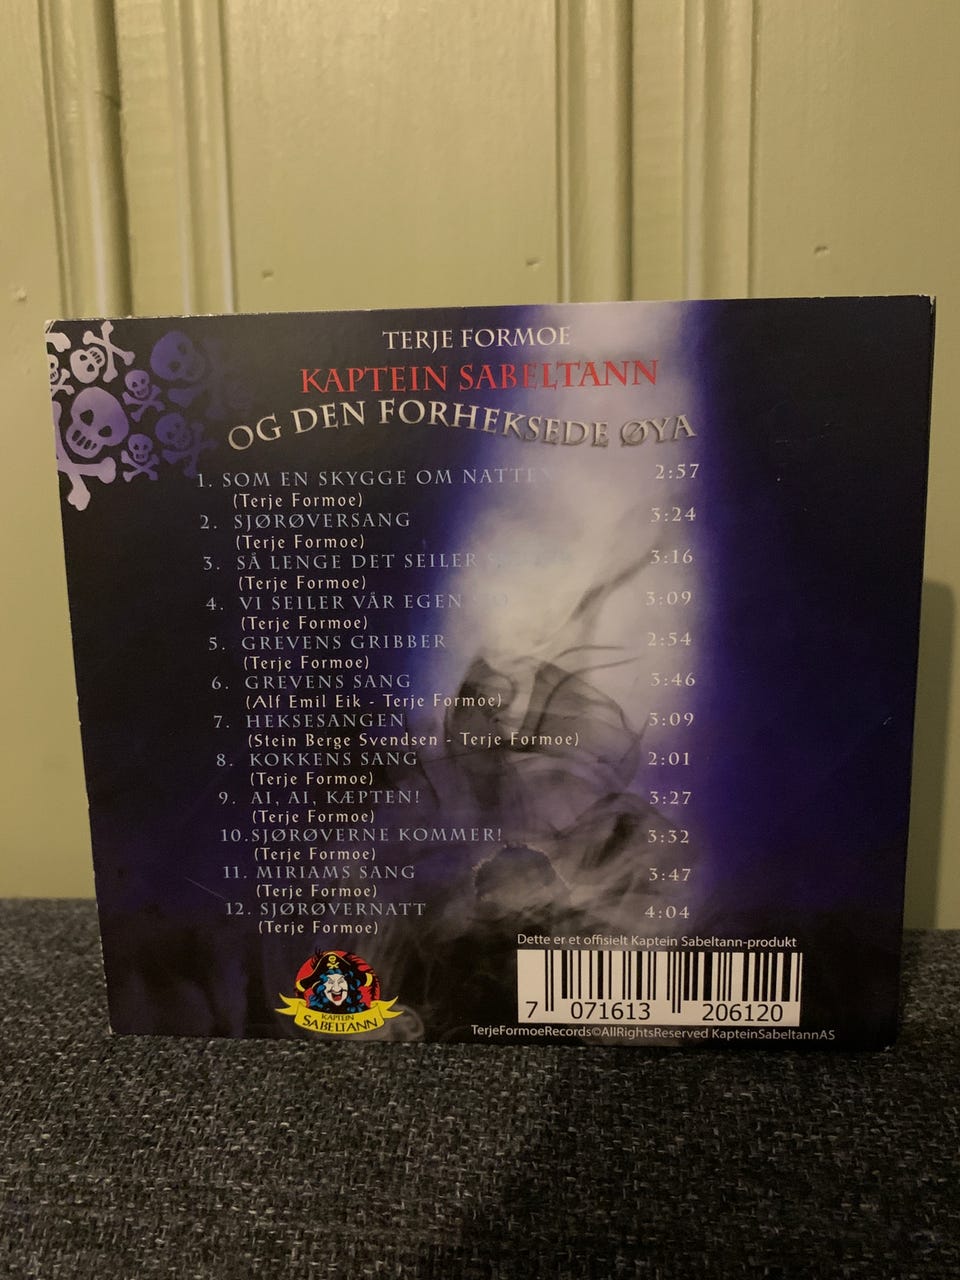 TERJE FORMOE
KAPTEIN SABELTANN
OG DEN FORHEKSEDE ØYA
1. SOM EN SKYGGE OM NATTEN 2:57
(Terje Formoe)
2. SJØRØVERSANG 3:24
(Terje Formoe)
3. SÅ LENGE DET SEILER 3:16
(Terje Formoe)
4. VI SEILER VÅR EGEN 3:09
(Terje Formoe)
5. GREVENS GRIBBER 2:54
(Terje Formoe)
6. GREVENS SANG 3:46
(Alf Emil Eik - Terje Formoe)
7. HEKSESANGEN 3:09
(Stein Berge Svendsen - Terje Formoe)
8. KOKKENS SANG 2:01
(Terje Formoe)
9. AI, AI, KÆPTEN! 3:27
(Terje Formoe)
10. SJØRØVERNE KOMMER! 3:32
(Terje Formoe)
11. MIRIAMS SANG 3:47
(Terje Formoe)
12. SJØRØVERNATT 4:04
(Terje Formoe)
Dette er et offisielt Kaptein Sabeltann-produkt
KAPTEIN
SABELTANN
7 071613 206120
TerjeFormoeRecords©AllRightsReserved KapteinSabeltannAS